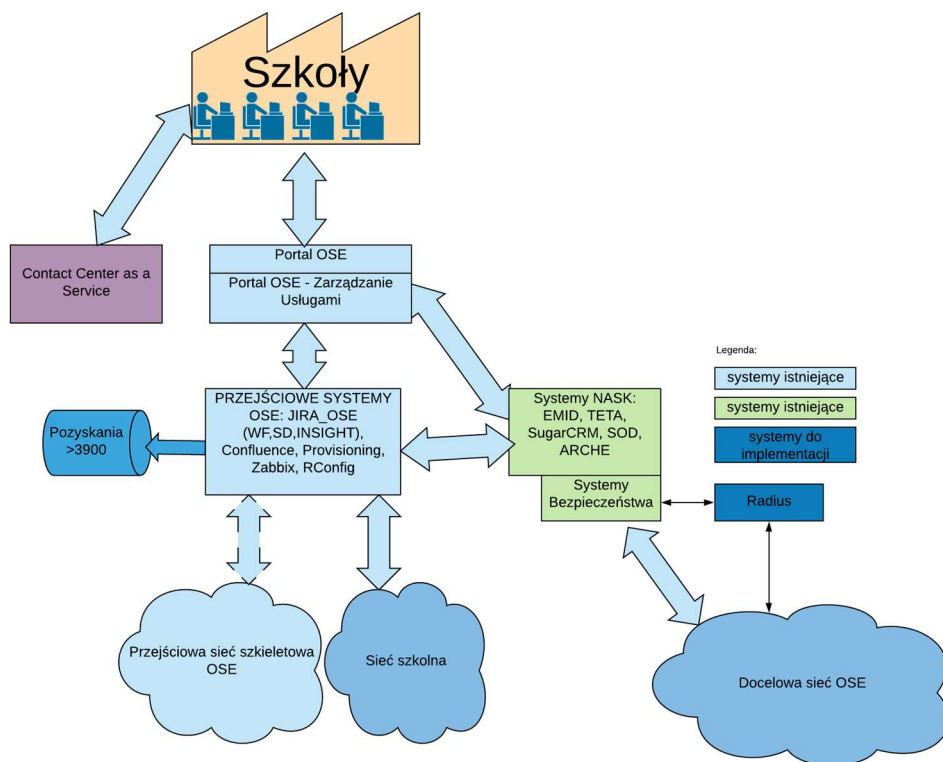 Szkoły
Contact Center as a
Service
Portal OSE
Portal OSE - Zarządzanie
Usługami
Legenda:
systemy istniejące
systemy istniejące
systemy do
implementacji
Pozyskania
>3900
PRZEJŚCIOWE SYSTEMY
OSE: JIRA_OSE
(WF,SD,INSIGHT),
Confluence, Provisioning,
Zabbix, RConfig
Systemy NASK:
EMID, TETA,
SugarCRM, SOD,
ARCHE
Systemy
Bezpieczeństwa
Radius
Przejściowa sieć szkieletowa
OSE
Sieć szkolna
Docelowa sieć OSE